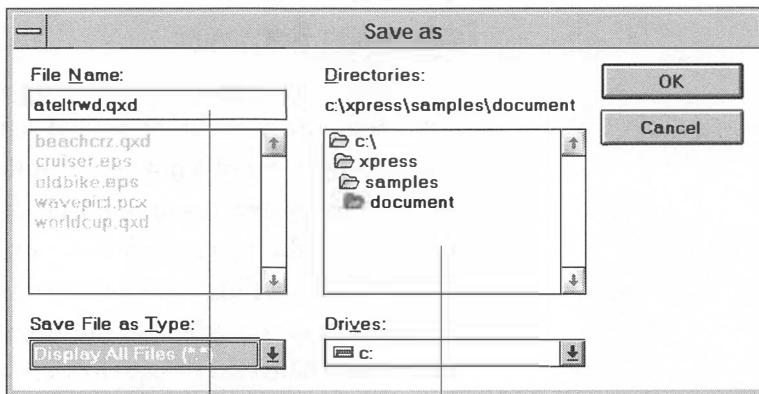 Save as
File Name:
ateltrwd.qxd
beachcrz.qxd
cruiser.eps
oldbike.eps
wavepict.pcx
worldcup.qxd
Save File as Type:
Display All Files (*.*)
Directories:
c:\xpress\samples\document
c:\
xpress
samples
document
Drives:
c:
OK
Cancel